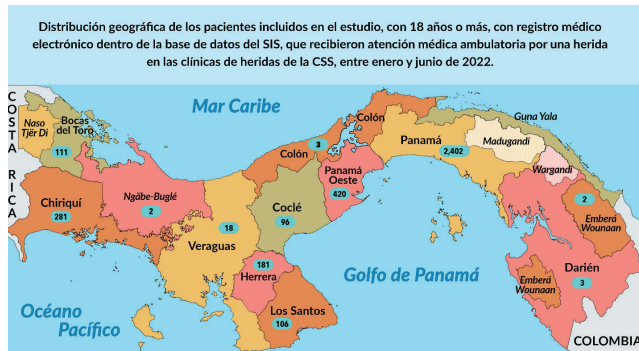 Distribución geográfica de los pacientes incluidos en el estudio, con 18 años o más, con registro médico
electrónico dentro de la base de datos del SIS, que recibieron atención médica ambulatoria por una herida
en las clínicas de heridas de la CSS, entre enero y junio de 2022.
COSTA RICA
Mar Caribe
Naso
Tjër Di
Bocas
del Toro
111
Colón
3
Colón
Guna Yala
Panamá
2,402
Madugandi
Wargandi
Chiriquí
281
Ngäbe-Buglé
2
Panamá
Oeste
420
Coclé
96
18
Veraguas
2
Emberá
Wounaan
181
Herrera
Golfo de Panamá
Emberá
Wounaan
Darién
3
Océano
Pacífico
Los Santos
106
COLOMBIA